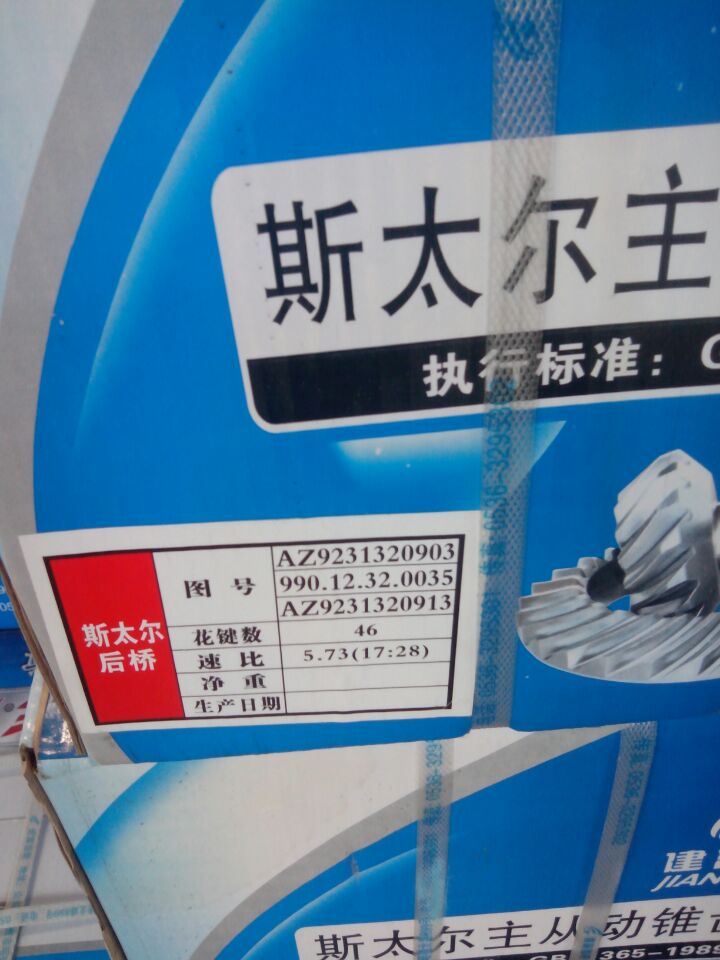 斯太尔主
执行标准:
斯太尔
后桥
图号
AZ9231320903
990.12.32.0035
AZ9231320913
花键数
46
速比
5.73(17:28)
净重
生产日期
建
JIAN
斯太尔主从动锥
365-1989